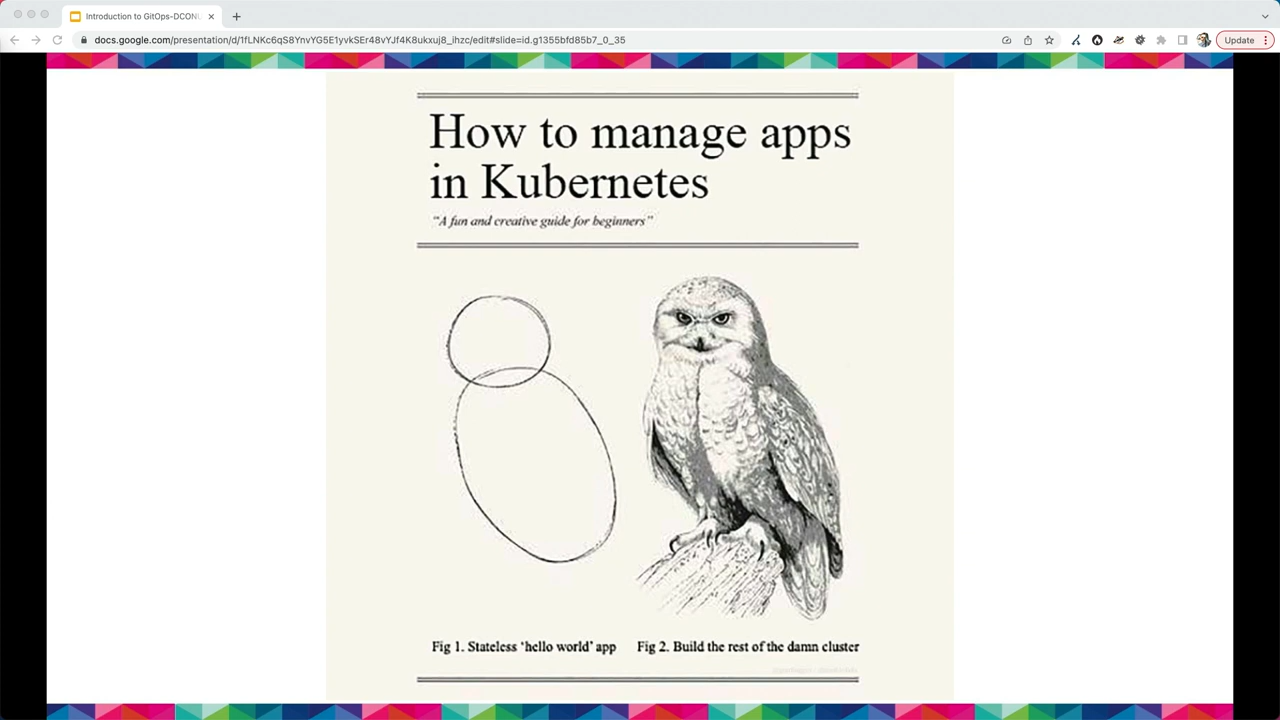 Introduction to GitOps-DCON
docs.google.com/presentation/d/1fLNKc6qS8YnvYG5E1yvkSEr48vYJf4K8ukxuj8_ihzc/edit#slide=id.g1355bfd85b7_0_35
Update
How to manage apps
in Kubernetes
"A fun and creative guide for beginners"
Fig 1. Stateless 'hello world' app
Fig 2. Build the rest of the damn cluster